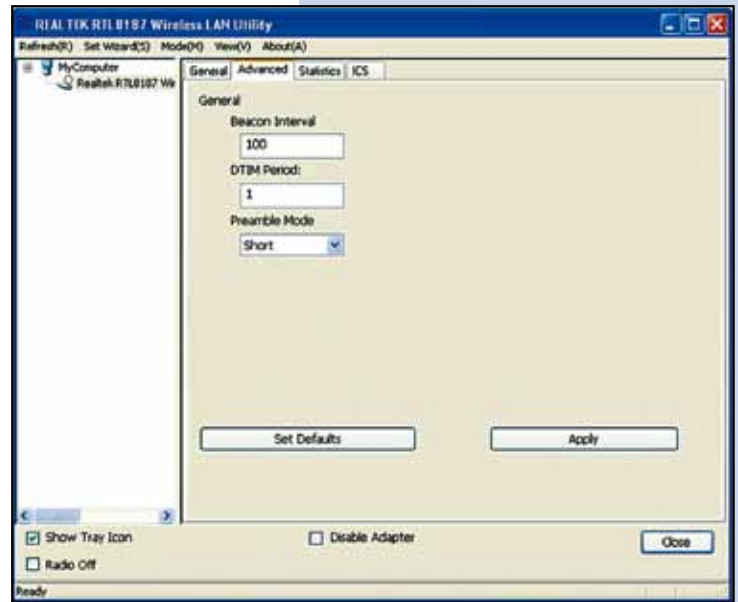 REALTEK RTL8187 Wireless LAN Utility
Refresh(R) Set Wizard(S) Mode(M) View(V) About(A)
MyComputer
Realtek RTL8187 We
General Advanced Statistics ICS
General
Beacon Interval
100
DTIM Period:
1
Preamble Mode
Short
Set Defaults
Apply
Show Tray Icon
Disable Adapter
Close
Radio Off
Ready